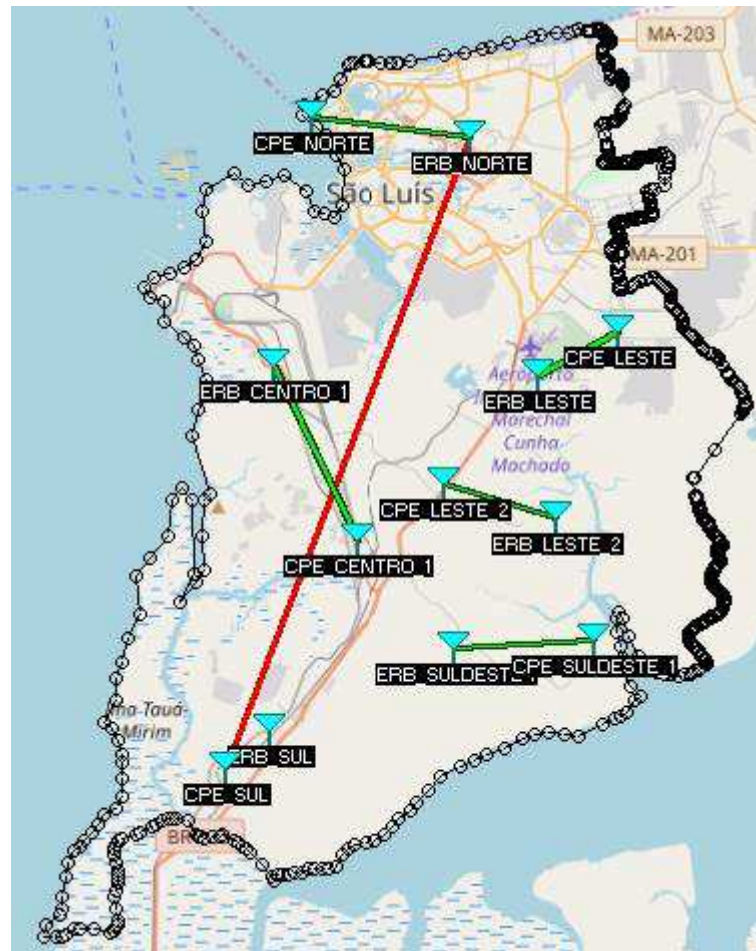 MA-203
CPE_NORTE
ERB_NORTE
São Luís
MA-201
CPE_LESTE
ERB_CENTRO_1
Aeroporto
ERB_LESTE
Marechal
Cunha
Machado
CPE_LESTE_2
ERB_LESTE_2
CPE_CENTRO_1
ERB_SULDESTE
CPE_SULDESTE_1
Tauá-
Mirim
ERB_SUL
CPE_SUL
BR